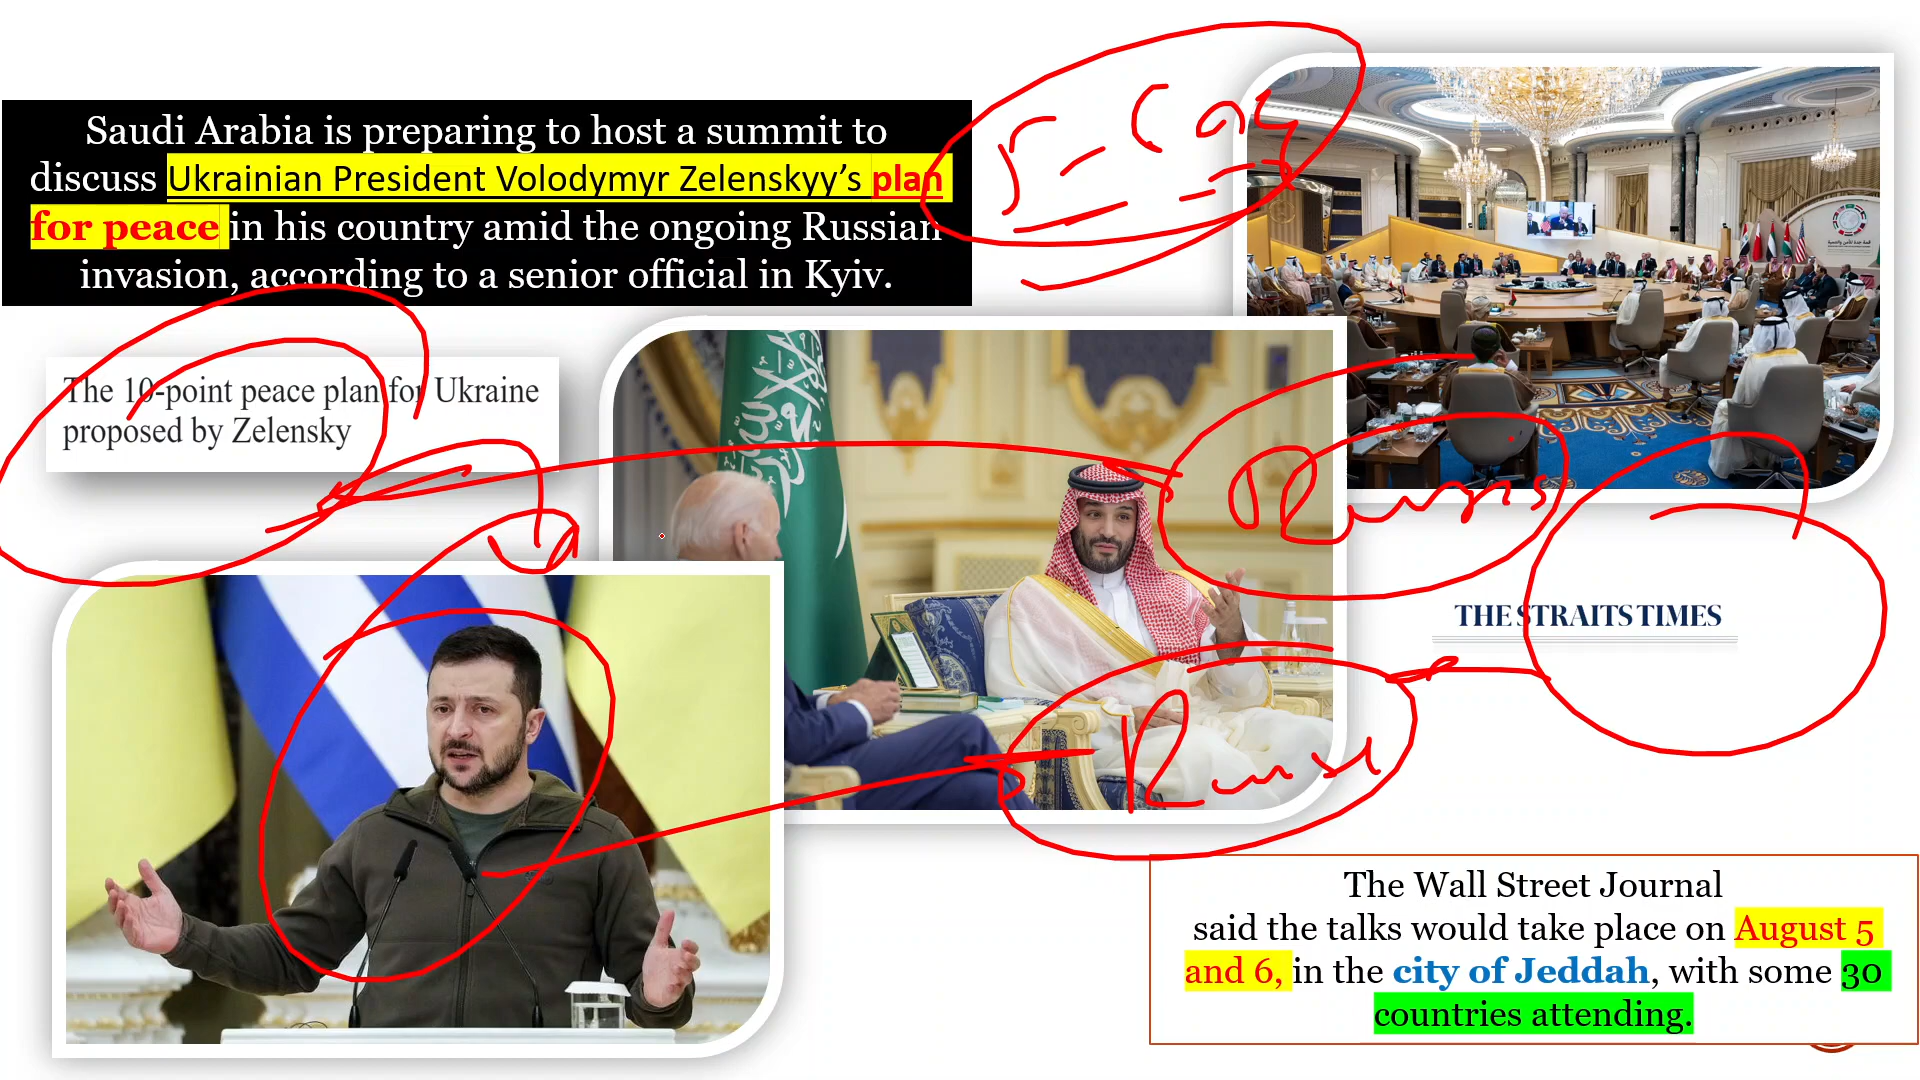 Saudi Arabia is preparing to host a summit to
discuss Ukrainian President Volodymyr Zelenskyy's plan
for peace in his country amid the ongoing Russian
invasion, according to a senior official in Kyiv.
The 10-point peace plan for Ukraine
proposed by Zelensky
THE STRAITS TIMES
The Wall Street Journal
said the talks would take place on August 5
and 6, in the city of Jeddah, with some 30
countries attending.